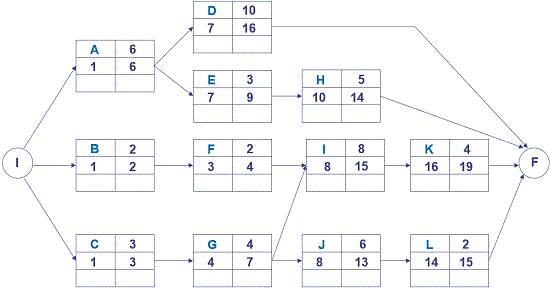 D 10
7 16
A 6
1 6
E 3
7 9
H 5
10 14
I
B 2
1 2
F 2
3 4
I 8
8 15
K 4
16 19
F
C 3
1 3
G 4
4 7
J 6
8 13
L 2
14 15